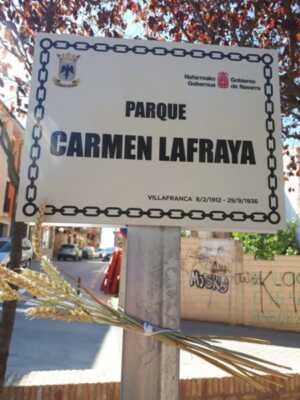 Nafarroako Gobernua
Gobierno de Navarra
PARQUE
CARMEN LAFRAYA
VILLAFRANCA 8/2/1912 - 29/9/1936